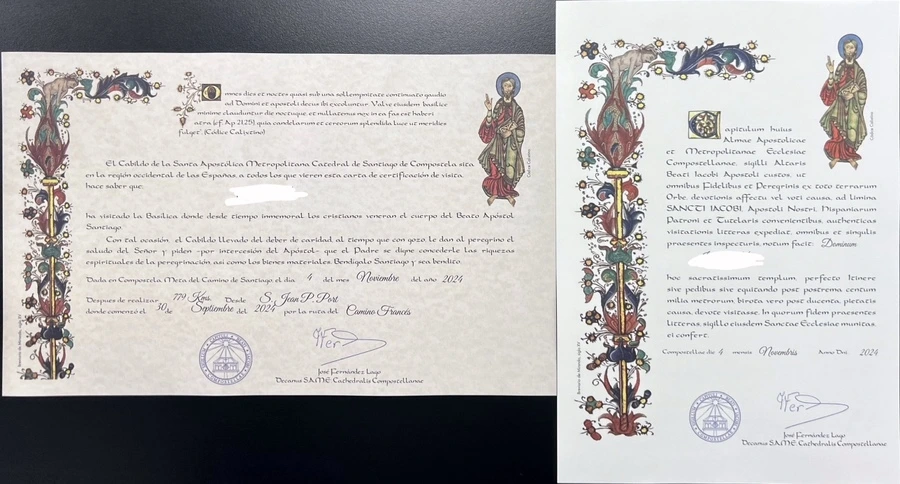 Omnes dies et noctes quasi sub una sollempnitate continuato gaudio
ad Domini et apostoli decus ibi excoluntur. Valve eiusdem basilice
minime clauduntur die noctuque et nullatenus nox in ea fas est haberi
atra (cf. Ap 21,25), quia candelarum et cereorum splendida luce ut meridies
fulget". (Códice Calixtino)
El Cabildo de la Santa Apostólica Metropolitana Catedral de Santiago de Compostela sita
en la región occidental de las Españas, a todos los que vieren esta carta de certificación de visita
hace saber que:
ha visitado la Basílica donde desde tiempo inmemorial los cristianos veneran el cuerpo del Beato Apóstol
Santiago.
Con tal ocasión, el Cabildo llevado del deber de caridad, al tiempo que con gozo le dan al peregrino el
saludo del Señor y piden -por intercesión del Apóstol- que el Padre se digne concederle las riquezas
espirituales de la peregrinación así como los bienes materiales. Bendígalo Santiago y sea bendito.
Dada en Compostela, Meta del Camino de Santiago, el día 4 del mes Noviembre del año 2024
Después de realizar 779 Kms. Desde S. Jean P. Port
donde comenzó el 30 de Septiembre del 2024 por la ruta del Camino Francés
José Fernández Lago
Decanus S.A.M.E. Cathedralis Compostellanae
Códice Calixtino
Capitulum huius
Almae Apostolicae
et Metropolitanae Ecclesiae
Compostellanae, sigilli Altaris
Beati Iacobi Apostoli custos, ut
omnibus Fidelibus et Peregrinis ex toto terrarum
Orbe, devotionis affectu vel voti causa, ad limina
SANCTI IACOBI, Apostoli Nostri, Hispaniarum
Patroni et Tutelaris convenientibus, authenticas
visitationis litteras expediat, omnibus et singulis
praesentes inspecturis, notum facit: Dominum
hoc sacratissimum templum, perfecto Itinere
sive pedibus sive equitando post postrema centum
milia metrorum, birota vero post ducenta, pietatis
causa, devote visitasse. In quorum fidem praesentes
litteras, sigillo eiusdem Sanctae Ecclesiae munitas,
ei confert.
Compostellae die 4 mensis Novembris Anno Dni. 2024
José Fernández Lago
Decanus S.A.M.E. Cathedralis Compostellanae
Códice Calixtino